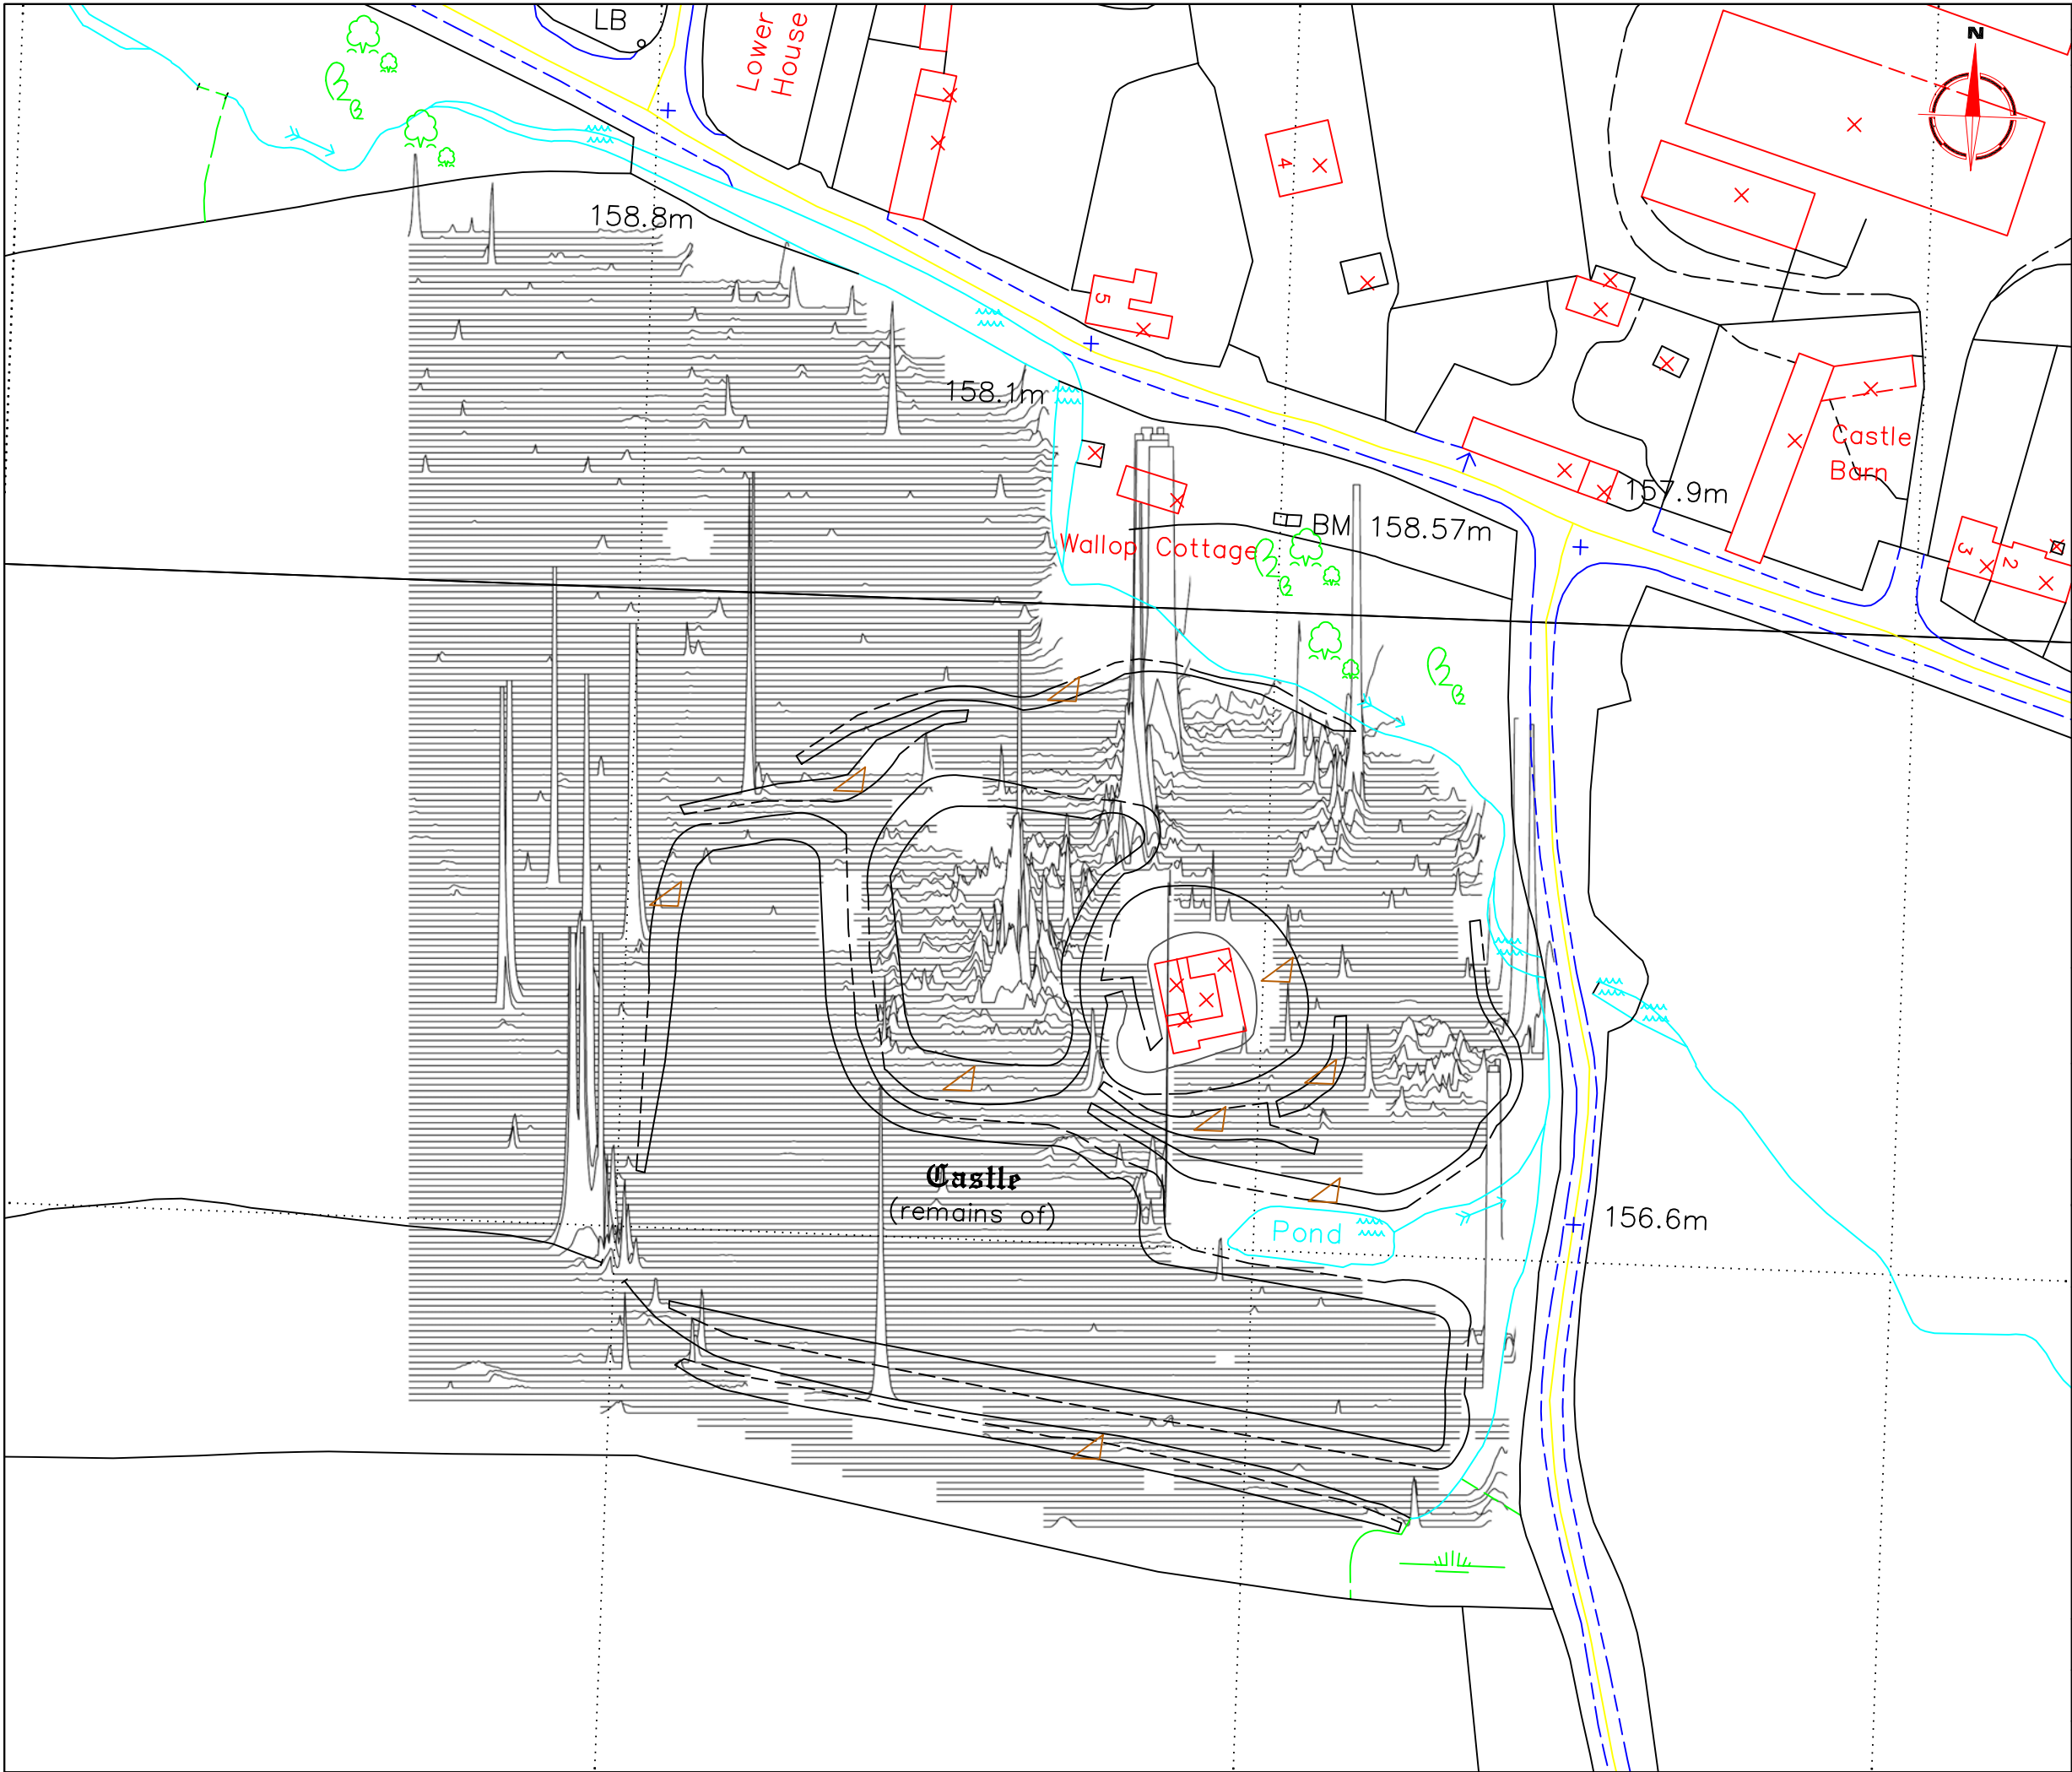 LB
Lower
House
N
4
158.8m
5
158.1m
Castle
Barn
157.9m
BM 158.57m
Wallop Cottage
3
2
Castle
(remains of)
Pond
156.6m